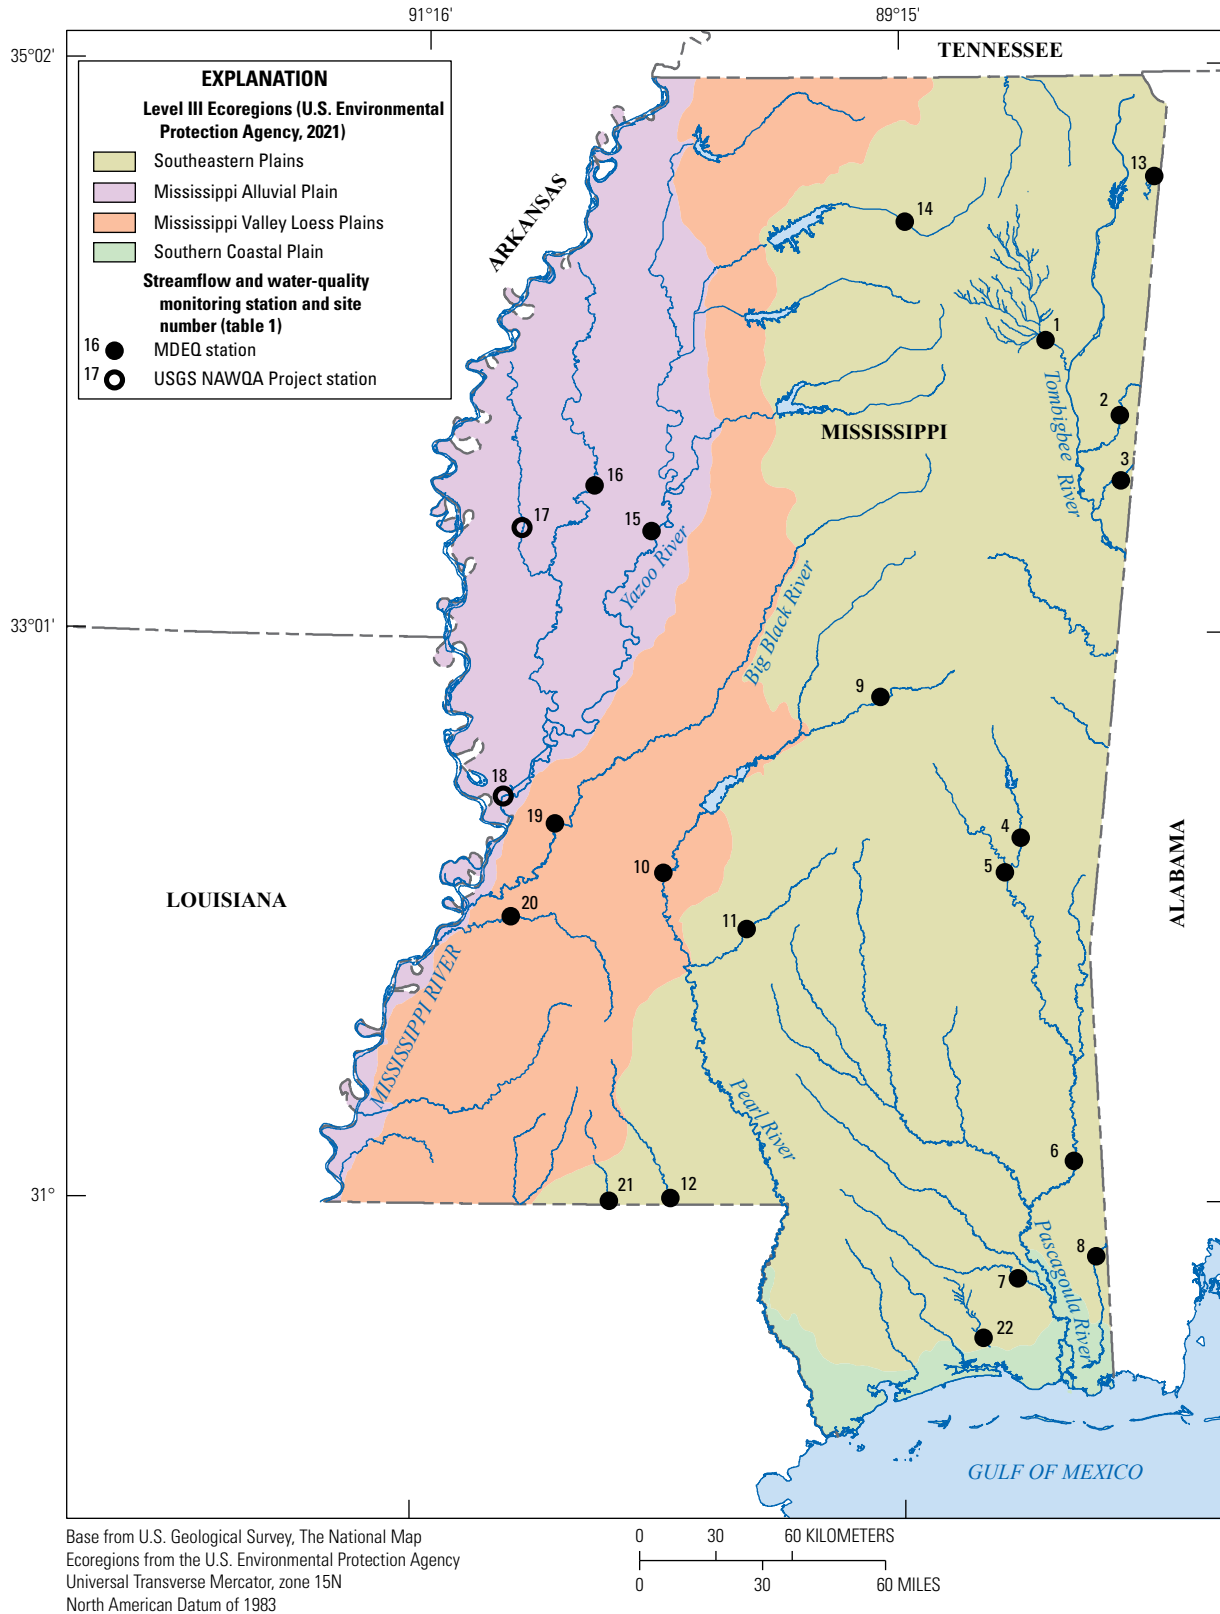 91°16'
89°15'
35°02'
TENNESSEE
EXPLANATION
Level III Ecoregions (U.S. Environmental
Protection Agency, 2021)
Southeastern Plains
Mississippi Alluvial Plain
Mississippi Valley Loess Plains
Southern Coastal Plain
Streamflow and water-quality
monitoring station and site
number (table 1)
16
MDEQ station
17
USGS NAWQA Project station
ARKANSAS
13
14
1
Tombigbee River
2
MISSISSIPPI
3
16
17
15
Yazoo River
Big Black River
33°01'
9
18
19
4
5
10
ALABAMA
LOUISIANA
20
11
MISSISSIPPI RIVER
Pearl River
6
31°
21
12
Pascagoula River
8
7
22
GULF OF MEXICO
Base from U.S. Geological Survey, The National Map
Ecoregions from the U.S. Environmental Protection Agency
Universal Transverse Mercator, zone 15N
North American Datum of 1983
0 30 60 KILOMETERS
0 30 60 MILES